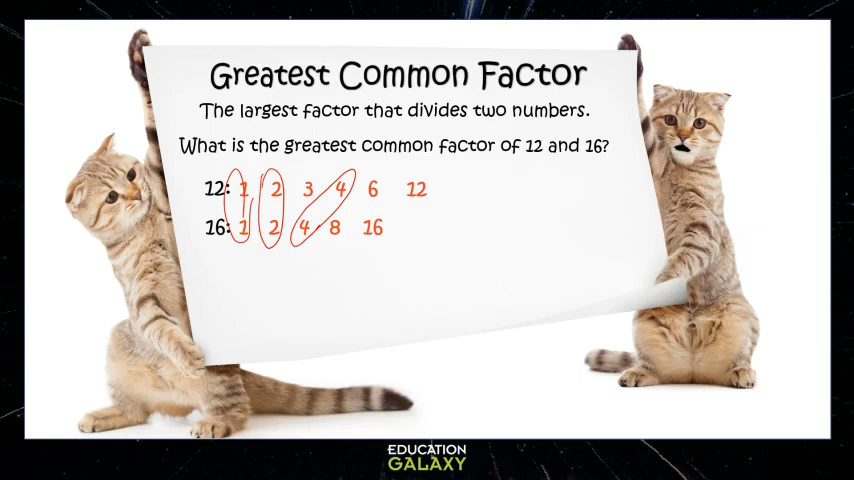 Greatest Common Factor
The largest factor that divides two numbers.
What is the greatest common factor of 12 and 16?
12: 1 2 3 4 6 12
16: 1 2 4 8 16
EDUCATION
GALAXY